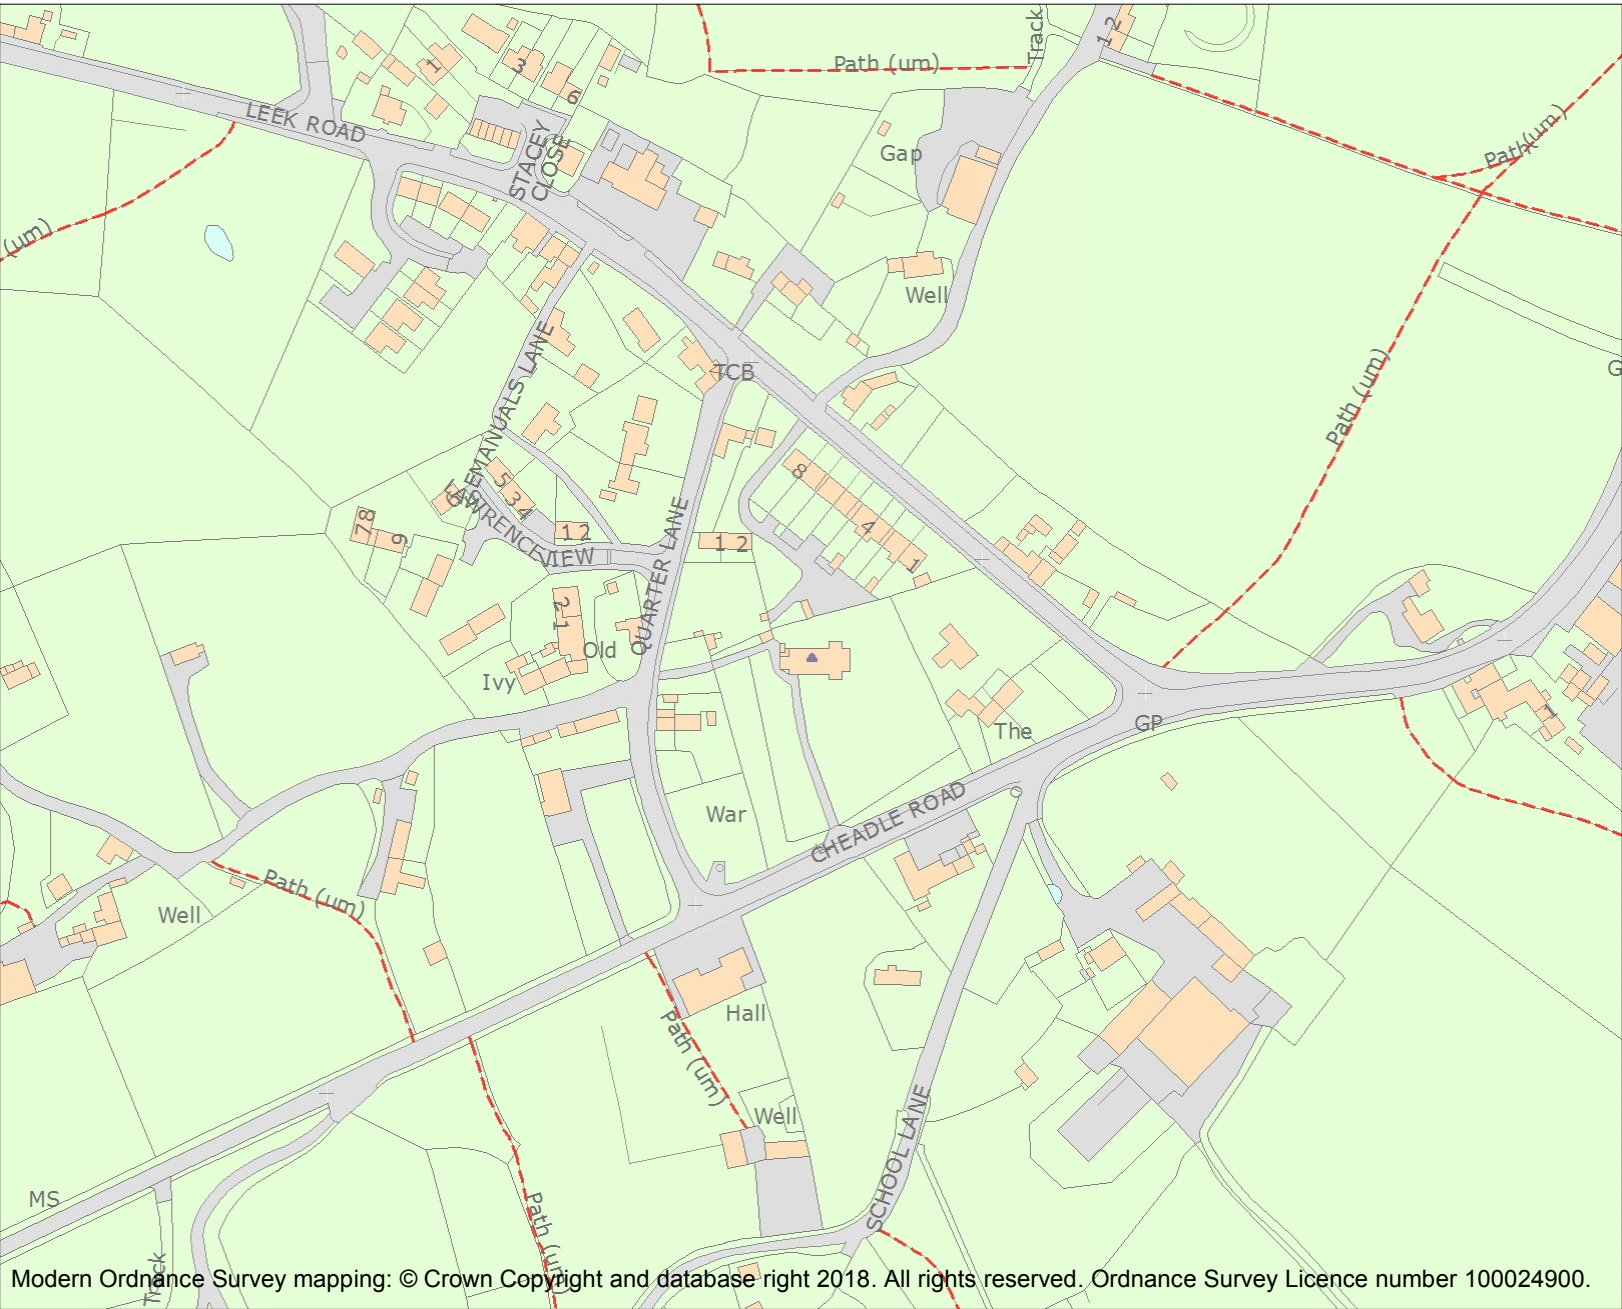 Track
1 2
Path (um)
1
3
6
LEEK ROAD
STACEY
CLOSE
Gap
Path(um)
(um)
Well
EMANUALS LANE
TCB
Path (um)
G
8
4
1
5 3 4
6
LAWRENCE VIEW
7 8
9
1 2
1 2
QUARTER LANE
2 1
Old
Ivy
The
GP
1
War
CHEADLE ROAD
Path (um)
Well
Hall
Path (um)
Well
SCHOOL LANE
MS
Path (um)
Track
Modern Ordnance Survey mapping: © Crown Copyright and database right 2018. All rights reserved. Ordnance Survey Licence number 100024900.